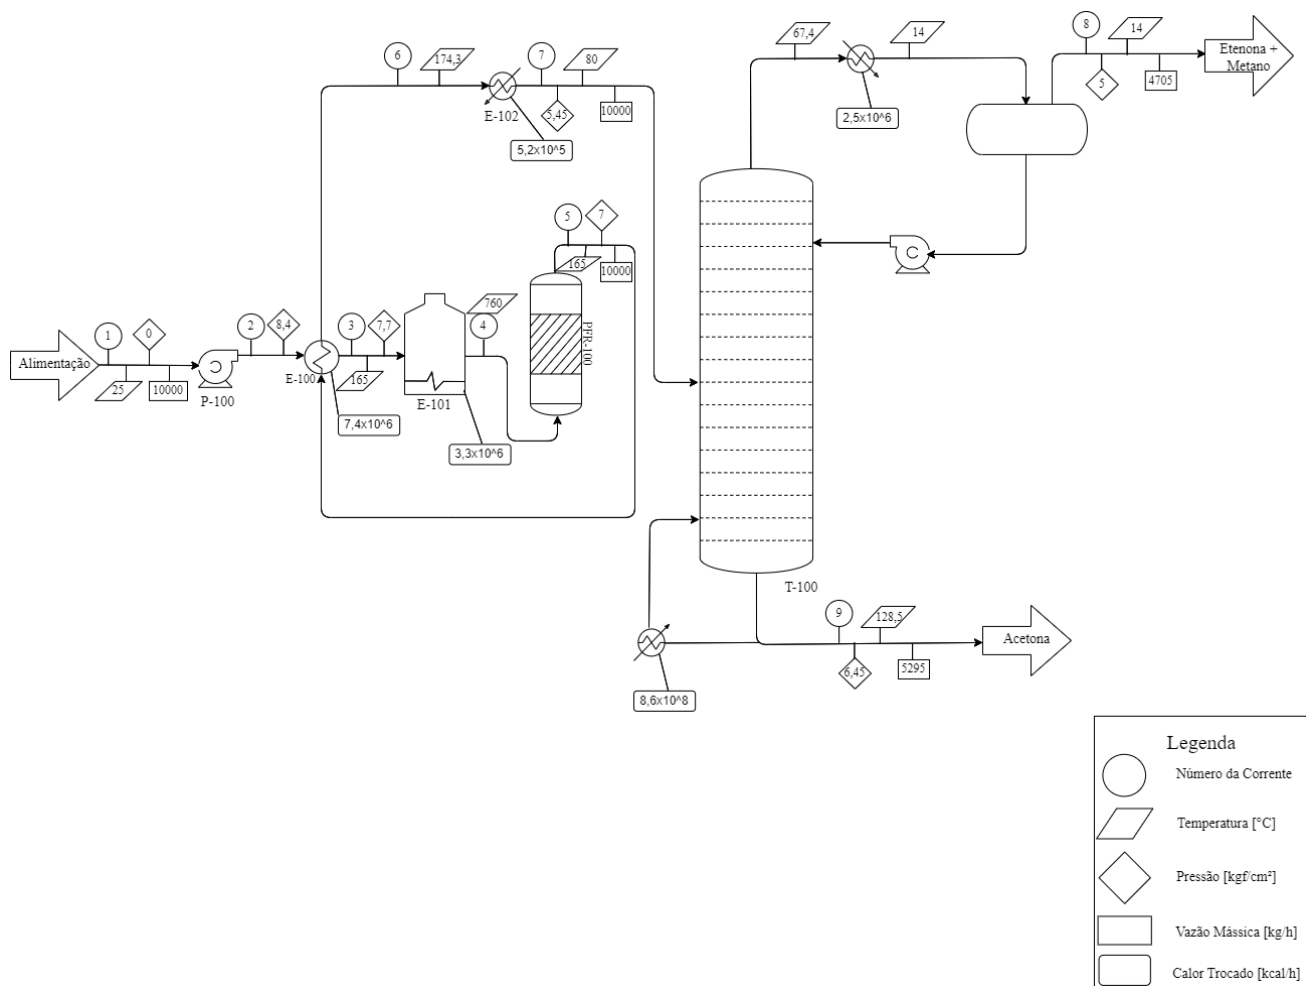 6
174,3
7
80
E-102
5,45
10000
5,2x10^5
67,4
14
2,5x10^6
8
14
5
4705
Etenona +
Metano
5
7
165
10000
PFR-100
C
Alimentação
1
0
25
10000
P-100
2
8,4
E-100
7,4x10^6
3
7,7
165
E-101
760
4
3,3x10^6
T-100
8,6x10^8
9
128,5
6,45
5295
Acetona
Legenda
Número da Corrente
Temperatura [°C]
Pressão [kgf/cm²]
Vazão Mássica [kg/h]
Calor Trocado [kcal/h]